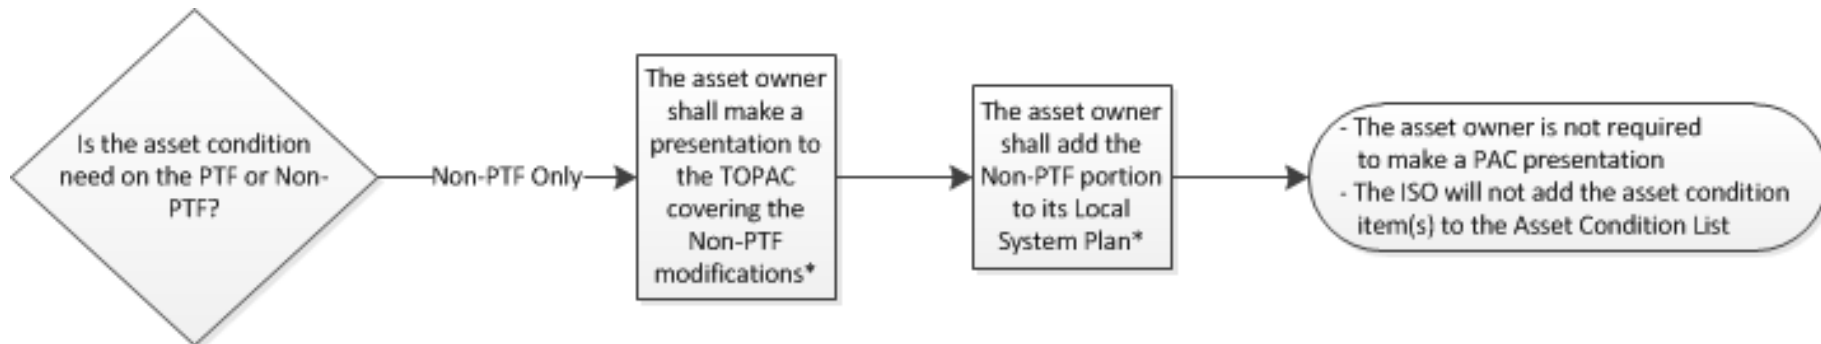 Is the asset condition
need on the PTF or Non-
PTF?
Non-PTF Only
The asset owner
shall make a
presentation to
the TOPAC
covering the
Non-PTF
modifications*
The asset owner
shall add the
Non-PTF portion
to its Local
System Plan*
- The asset owner is not required
to make a PAC presentation
- The ISO will not add the asset condition
item(s) to the Asset Condition List